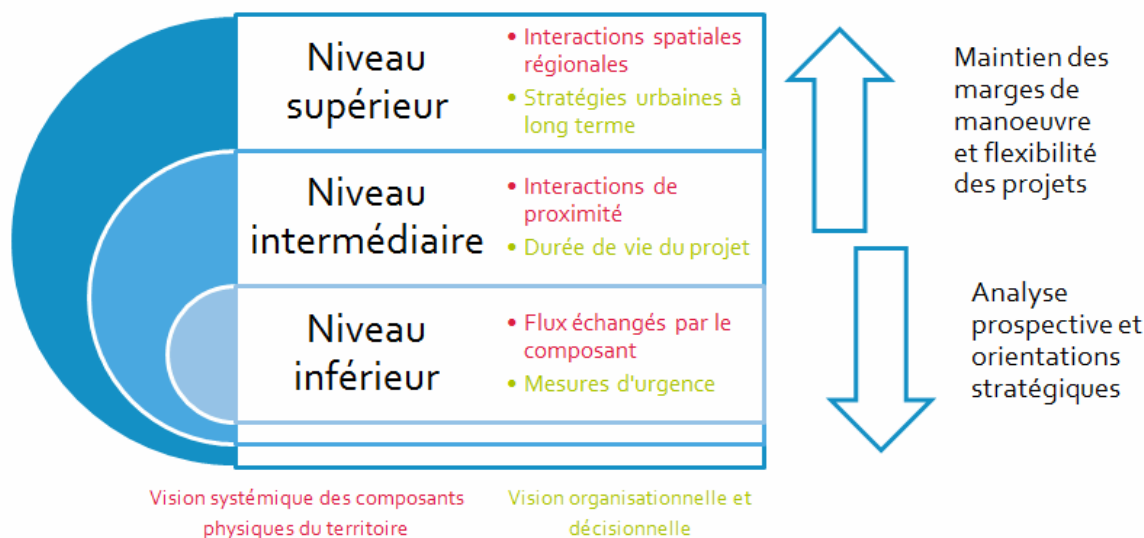 Niveau
supérieur
• Interactions spatiales
régionales
• Stratégies urbaines à
long terme
Niveau
intermédiaire
• Interactions de
proximité
• Durée de vie du projet
Niveau
inférieur
• Flux échangés par le
composant
• Mesures d'urgence
Maintien des
marges de
manoeuvre
et flexibilité
des projets
Analyse
prospective et
orientations
stratégiques
Vision systémique des composants
physiques du territoire
Vision organisationnelle et
décisionnelle